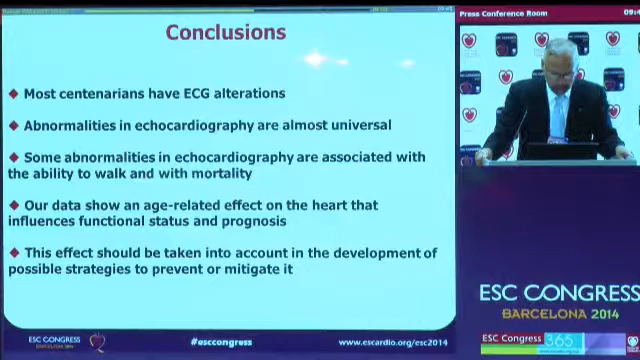 Press Conference Room
09:4
Conclusions
◆ Most centenarians have ECG alterations
◆ Abnormalities in echocardiography are almost universal
◆ Some abnormalities in echocardiography are associated with
the ability to walk and with mortality
◆ Our data show an age-related effect on the heart that
influences functional status and prognosis
◆ This effect should be taken into account in the development of
possible strategies to prevent or mitigate it
ESC CONGRESS
#esccongress
www.escardio.org/esc2014
ESC CONGRESS
BARCELONA 2014
ESC Congress
365